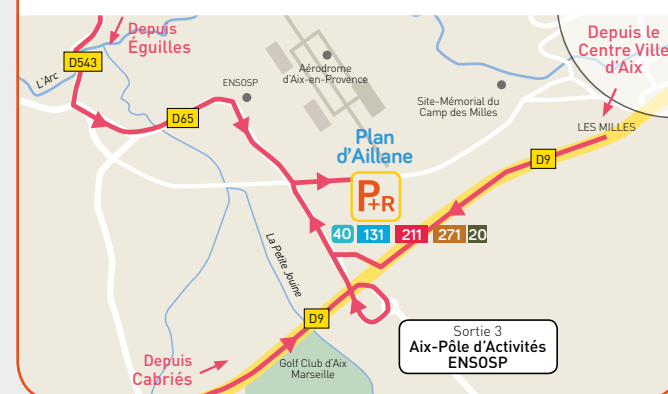 Depuis
Éguilles
D543
L'Arc
D65
ENSOSP
Aérodrome
d'Aix-en-Provence
Site-Mémorial du
Camp des Milles
Depuis le
Centre Ville
d'Aix
LES MILLES
D9
Plan
d'Aillane
P+R
40 131 211 271 20
La Petite Jouine
D9
Sortie 3
Aix-Pôle d'Activités
ENSOSP
Depuis
Cabriés
Golf Club d'Aix
Marseille